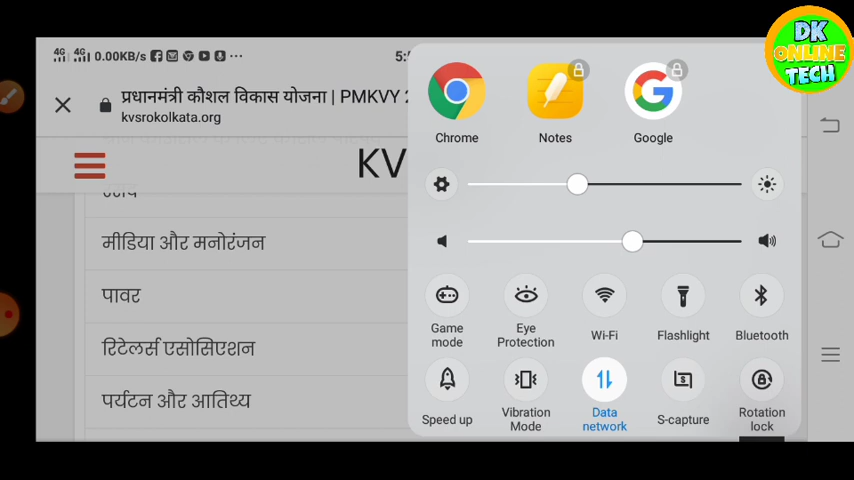 4G 4G 0.00KB/s
DK
ONLINE
TECH
प्रधानमंत्री कौशल विकास योजना | PMKVY
kvsrokolkata.org
KV
मीडिया और मनोरंजन
पावर
रिटेलर्स एसोसिएशन
पर्यटन और आतिथ्य
Chrome
Notes
Google
Game mode
Eye Protection
Wi-Fi
Flashlight
Bluetooth
Speed up
Vibration Mode
Data network
S-capture
Rotation lock